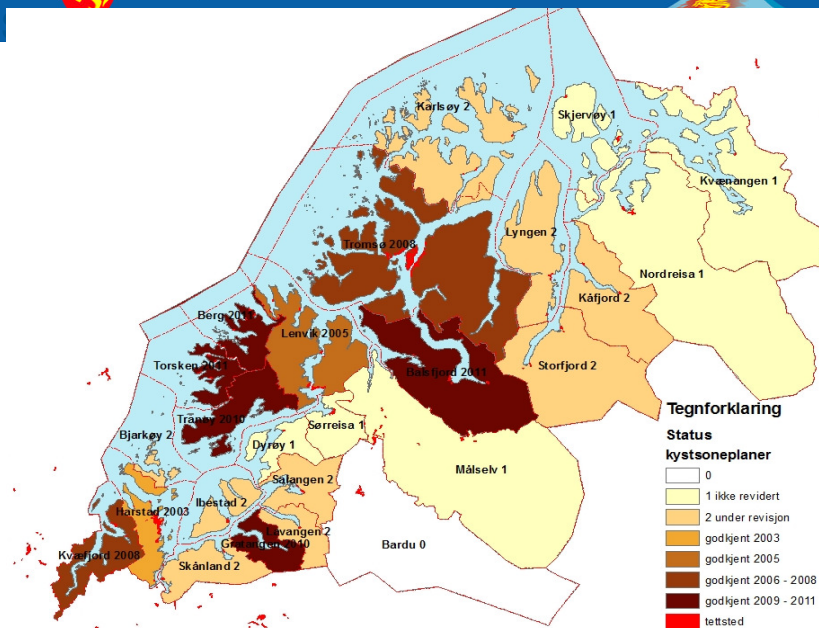 Karlsøy 2
Skjervøy 1
Kvænangen 1
Tromsø 2008
Lyngen 2
Nordreisa 1
Kåfjord 2
Berg 2011
Lenvik 2005
Torsken 2011
Balsfjord 2011
Storfjord 2
Tranøy 2010
Bjarkøy 2
Sørreisa 1
Dyrøy 1
Målselv 1
Salangen 2
Ibestad 2
Harstad 2003
Lavangen 2
Gratangen 2010
Bardu 0
Kvæfjord 2008
Skånland 2
Tegnforklaring
Status
kystsoneplaner
0
1 ikke revidert
2 under revisjon
godkjent 2003
godkjent 2005
godkjent 2006 - 2008
godkjent 2009 - 2011
tettsted